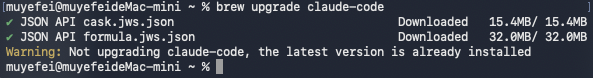 [muyefei@muyefeideMac-mini ~ % brew upgrade claude-code
✔ JSON API cask.jws.json Downloaded 15.4MB/ 15.4MB
✔ JSON API formula.jws.json Downloaded 32.0MB/ 32.0MB
Warning: Not upgrading claude-code, the latest version is already installed
muyefei@muyefeideMac-mini ~ %